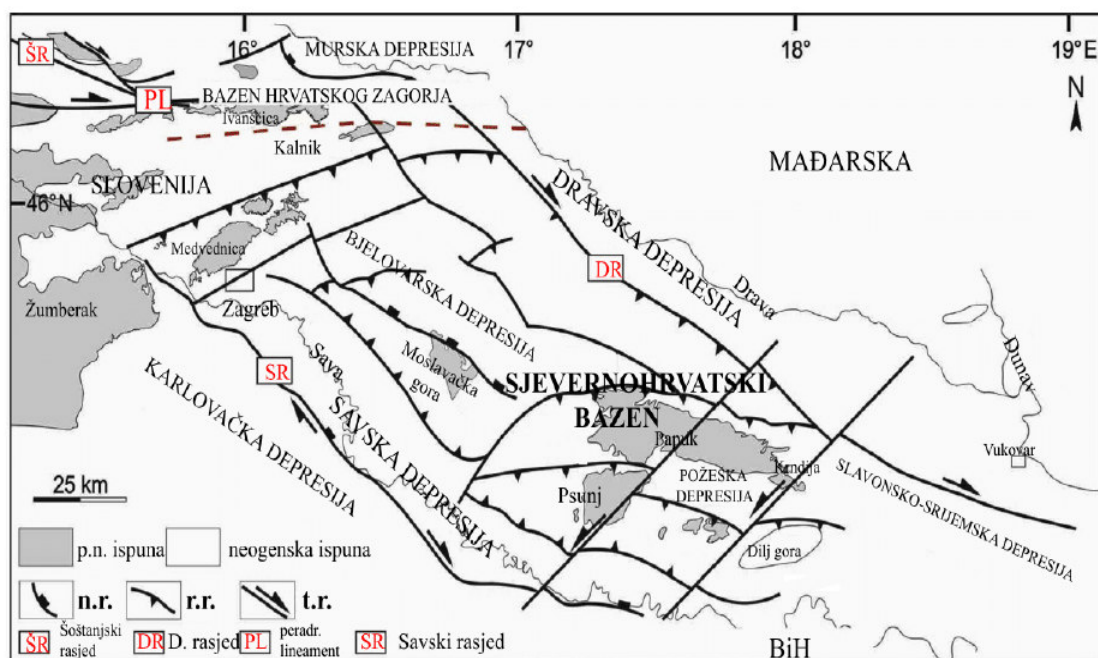 16°
17°
18°
19°E
ŠR
MURSKA DEPRESIJA
N
PL
BAZEN HRVATSKOG ZAGORJA
Ivanščica
Kalnik
MAĐARSKA
SLOVENIJA
46°N
DRAVSKA DEPRESIJA
Medvednica
BJELOVARSKA DEPRESIJA
DR
Drava
Žumberak
Zagreb
Sava
Moslavačka
gora
Dunav
KARLOVAČKA DEPRESIJA
SR
SAVSKA DEPRESIJA
SJEVERNOHRVATSKI
BAZEN
Papuk
Vukovar
25 km
Psunj
POŽEŠKA
DEPRESIJA
Krndija
SLAVONSKO-SRIJEMSKA DEPRESIJA
Dilj gora
p.n. ispuna
neogenska ispuna
n.r.
r.r.
t.r.
ŠR Šoštanjski
rasjed
DR D. rasjed
PL peradr.
lineament
SR Savski rasjed
BiH